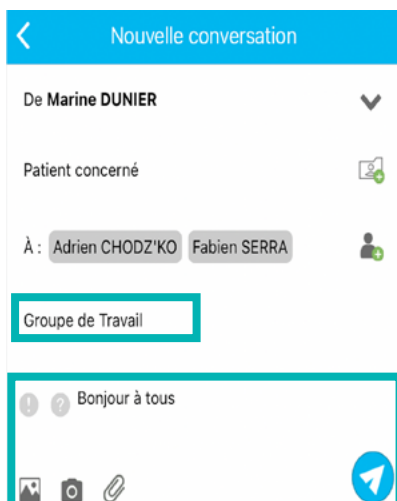 Nouvelle conversation
De Marine DUNIER
Patient concerné
À : Adrien CHODZ'KO Fabien SERRA
Groupe de Travail
! ? Bonjour à tous